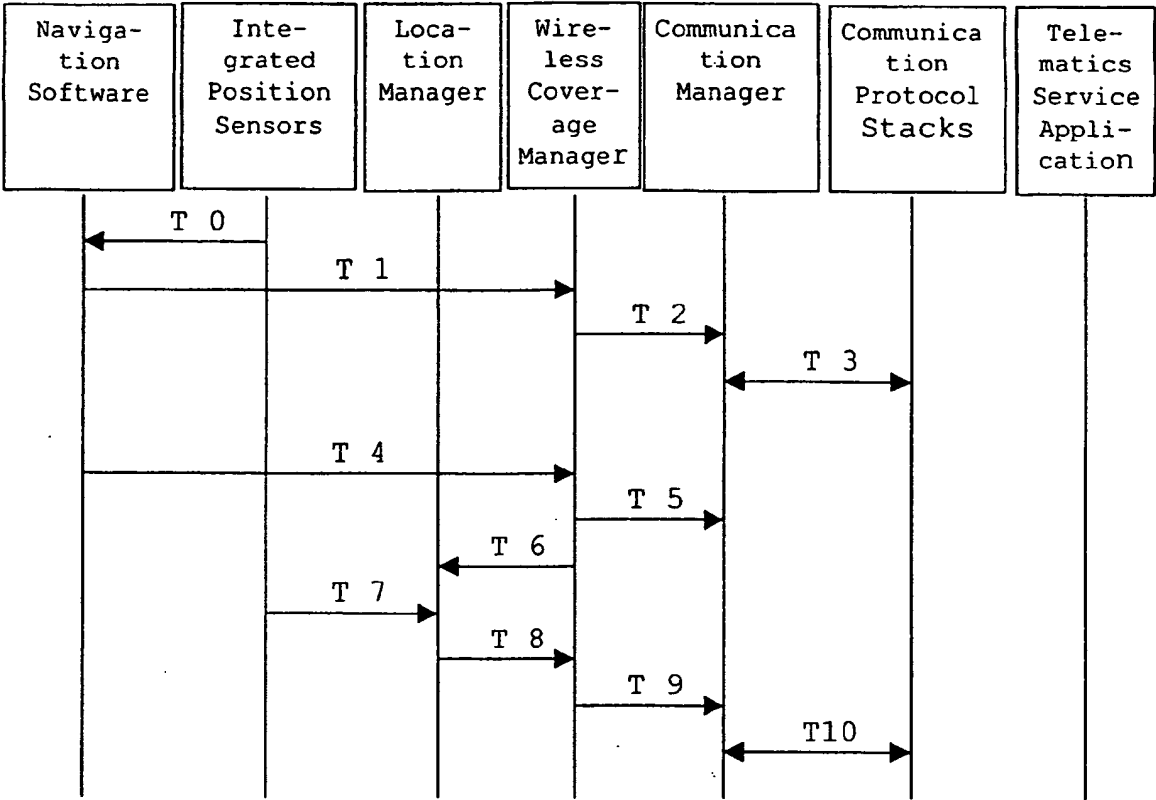 Naviga-
tion
Software
Inte-
grated
Position
Sensors
Loca-
tion
Manager
Wire-
less
Cover-
age
Manager
Communica
tion
Manager
Communica
tion
Protocol
Stacks
Tele-
matics
Service
Appli-
cation
T 0
T 1
T 2
T 3
T 4
T 5
T 6
T 7
T 8
T 9
T10